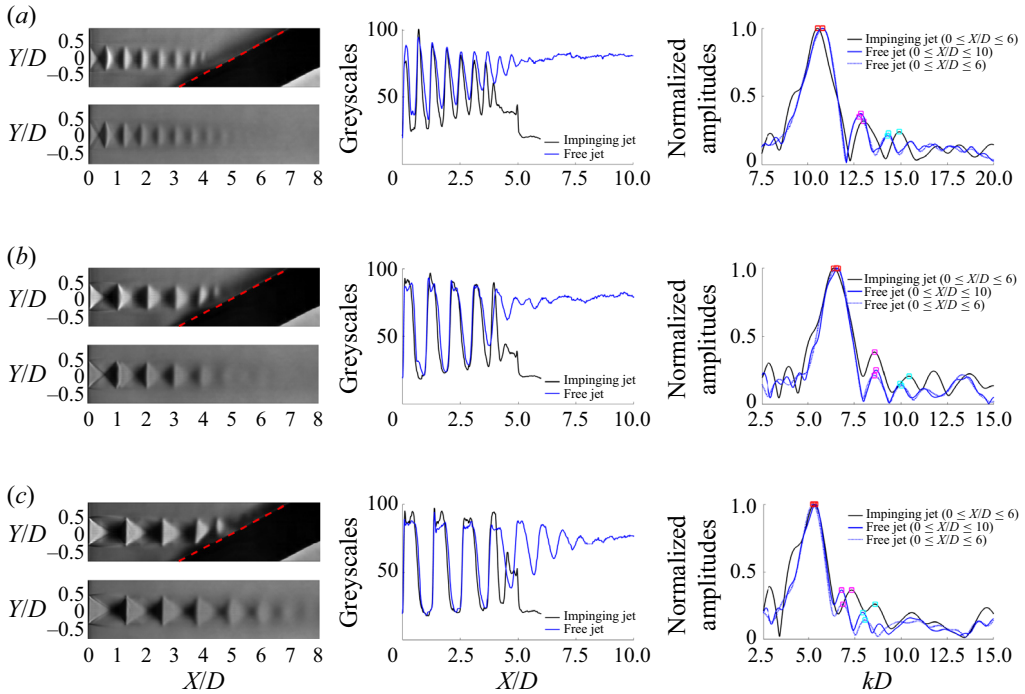 (a)
Y/D
0.5
0
–0.5
Y/D
0.5
0
–0.5
0 1 2 3 4 5 6 7 8
Greyscales
100
50
0 2.5 5.0 7.5 10.0
Impinging jet
Free jet
Normalized
amplitudes
1.0
0.5
0
7.5 10.0 12.5 15.0 17.5 20.0
Impinging jet (0 ≤ X/D ≤ 6)
Free jet (0 ≤ X/D ≤ 10)
Free jet (0 ≤ X/D ≤ 6)
(b)
Y/D
0.5
0
–0.5
Y/D
0.5
0
–0.5
0 1 2 3 4 5 6 7 8
Greyscales
100
50
0 2.5 5.0 7.5 10.0
Impinging jet
Free jet
Normalized
amplitudes
1.0
0.5
0
2.5 5.0 7.5 10.0 12.5 15.0
Impinging jet (0 ≤ X/D ≤ 6)
Free jet (0 ≤ X/D ≤ 10)
Free jet (0 ≤ X/D ≤ 6)
(c)
Y/D
0.5
0
–0.5
Y/D
0.5
0
–0.5
0 1 2 3 4 5 6 7 8
X/D
Greyscales
100
50
0 2.5 5.0 7.5 10.0
Impinging jet
Free jet
X/D
Normalized
amplitudes
1.0
0.5
0
2.5 5.0 7.5 10.0 12.5 15.0
Impinging jet (0 ≤ X/D ≤ 6)
Free jet (0 ≤ X/D ≤ 10)
Free jet (0 ≤ X/D ≤ 6)
kD